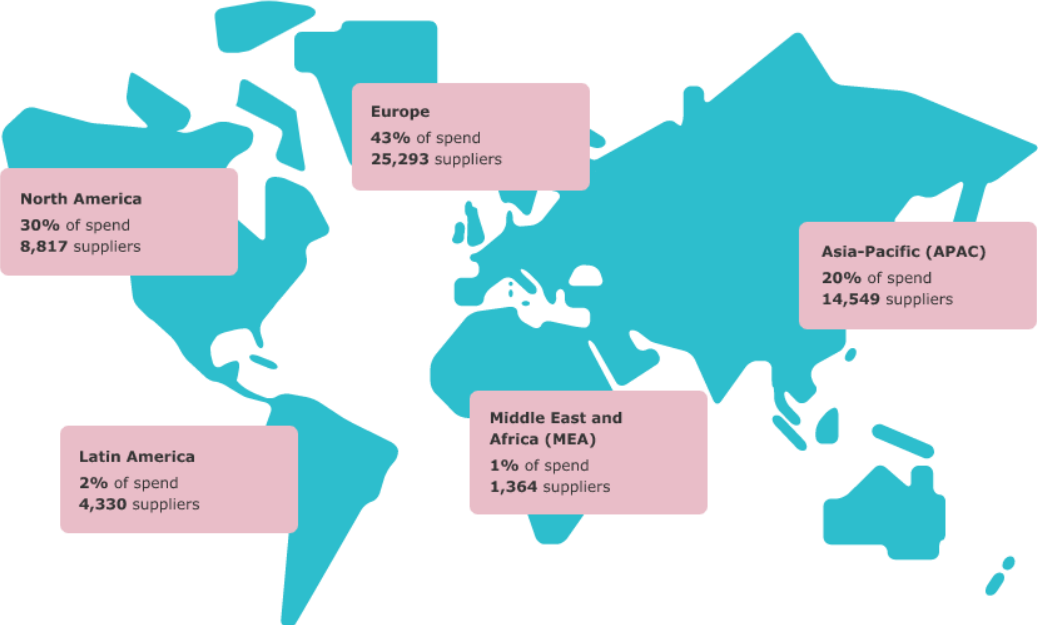 Europe
43% of spend
25,293 suppliers
North America
30% of spend
8,817 suppliers
Asia-Pacific (APAC)
20% of spend
14,549 suppliers
Middle East and
Africa (MEA)
1% of spend
1,364 suppliers
Latin America
2% of spend
4,330 suppliers